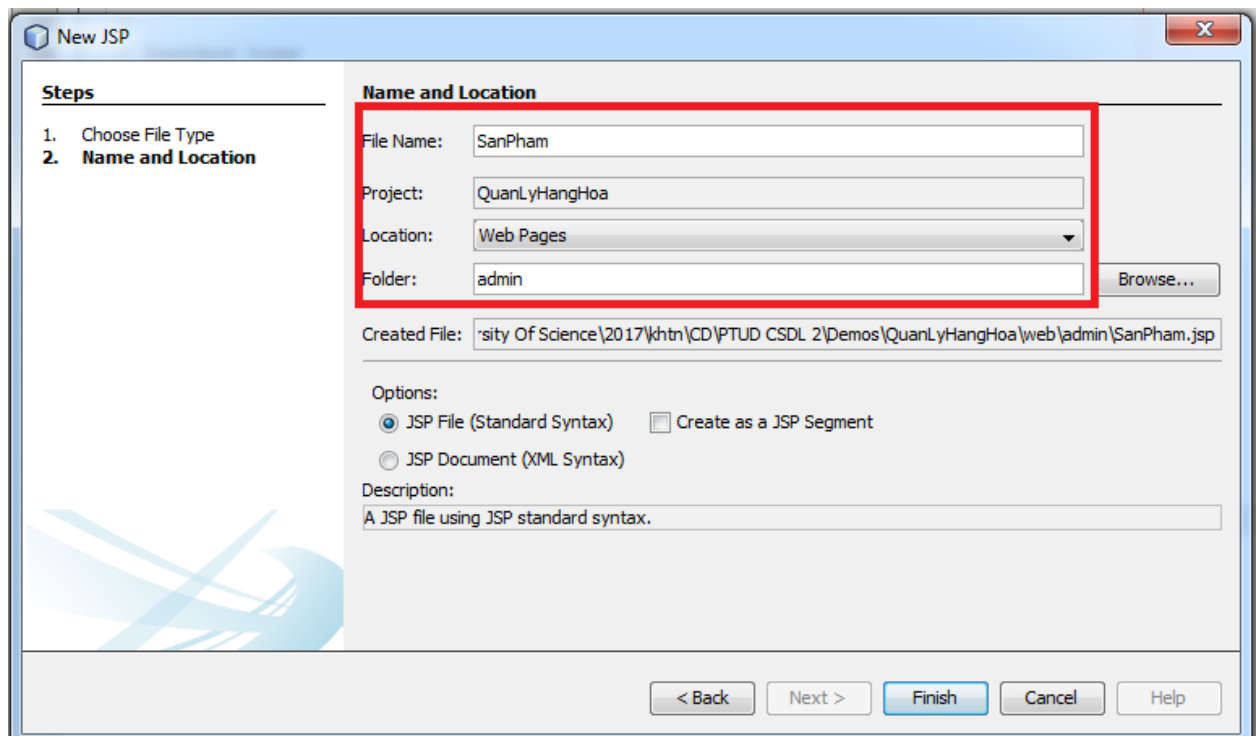 New JSP
Steps
1. Choose File Type
2. Name and Location
Name and Location
File Name: SanPham
Project: QuanLyHangHoa
Location: Web Pages
Folder: admin
Browse...
Created File: rsity Of Science\2017\khtn\CD\PTUD CSDL 2\Demos\QuanLyHangHoa\web\admin\SanPham.jsp
Options:
JSP File (Standard Syntax) Create as a JSP Segment
JSP Document (XML Syntax)
Description:
A JSP file using JSP standard syntax.
< Back Next > Finish Cancel Help